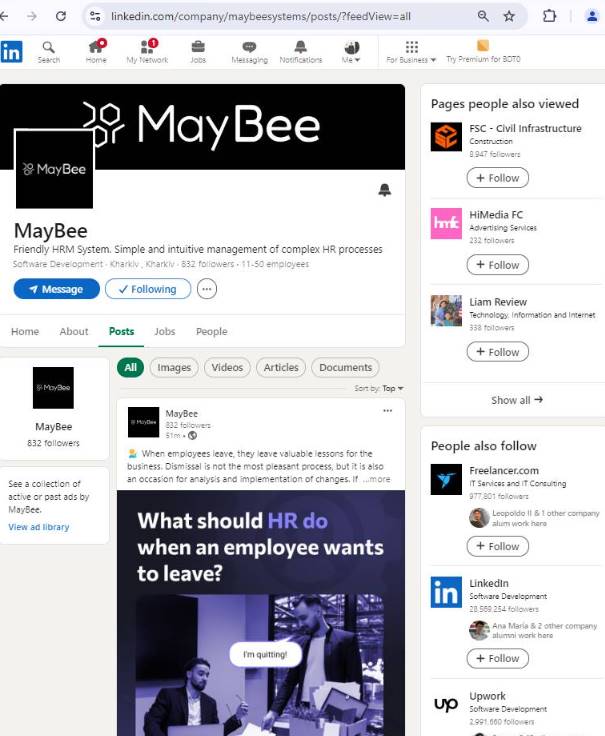 linkedin.com/company/maybeesystems/posts/?feedView=all
in
Search
Home
1
My Network
Jobs
Messaging
Notifications
Me
For Business
Try Premium for BDT0
MayBee
MayBee
MayBee
Friendly HRM System. Simple and intuitive management of complex HR processes
Software Development · Kharkiv , Kharkiv · 832 followers · 11-50 employees
Message
Following
Home
About
Posts
Jobs
People
MayBee
MayBee
832 followers
See a collection of
active or past ads by
MayBee.
View ad library
All
Images
Videos
Articles
Documents
Sort by: Top
MayBee
MayBee
832 followers
51m •
When employees leave, they leave valuable lessons for the
business. Dismissal is not the most pleasant process, but it is also
an occasion for analysis and implementation of changes. If ...more
What should HR do
when an employee wants
to leave?
I'm quitting!
Pages people also viewed
FSC - Civil Infrastructure
Construction
8,947 followers
+ Follow
hmfc
HiMedia FC
Advertising Services
232 followers
+ Follow
Liam Review
Technology, Information and Internet
338 followers
+ Follow
Show all →
People also follow
Freelancer.com
IT Services and IT Consulting
977,801 followers
Leopoldo II & 1 other company
alum work here
+ Follow
in
LinkedIn
Software Development
28,569,254 followers
Ana María & 2 other company
alumni work here
+ Follow
up
Upwork
Software Development
2,991,660 followers